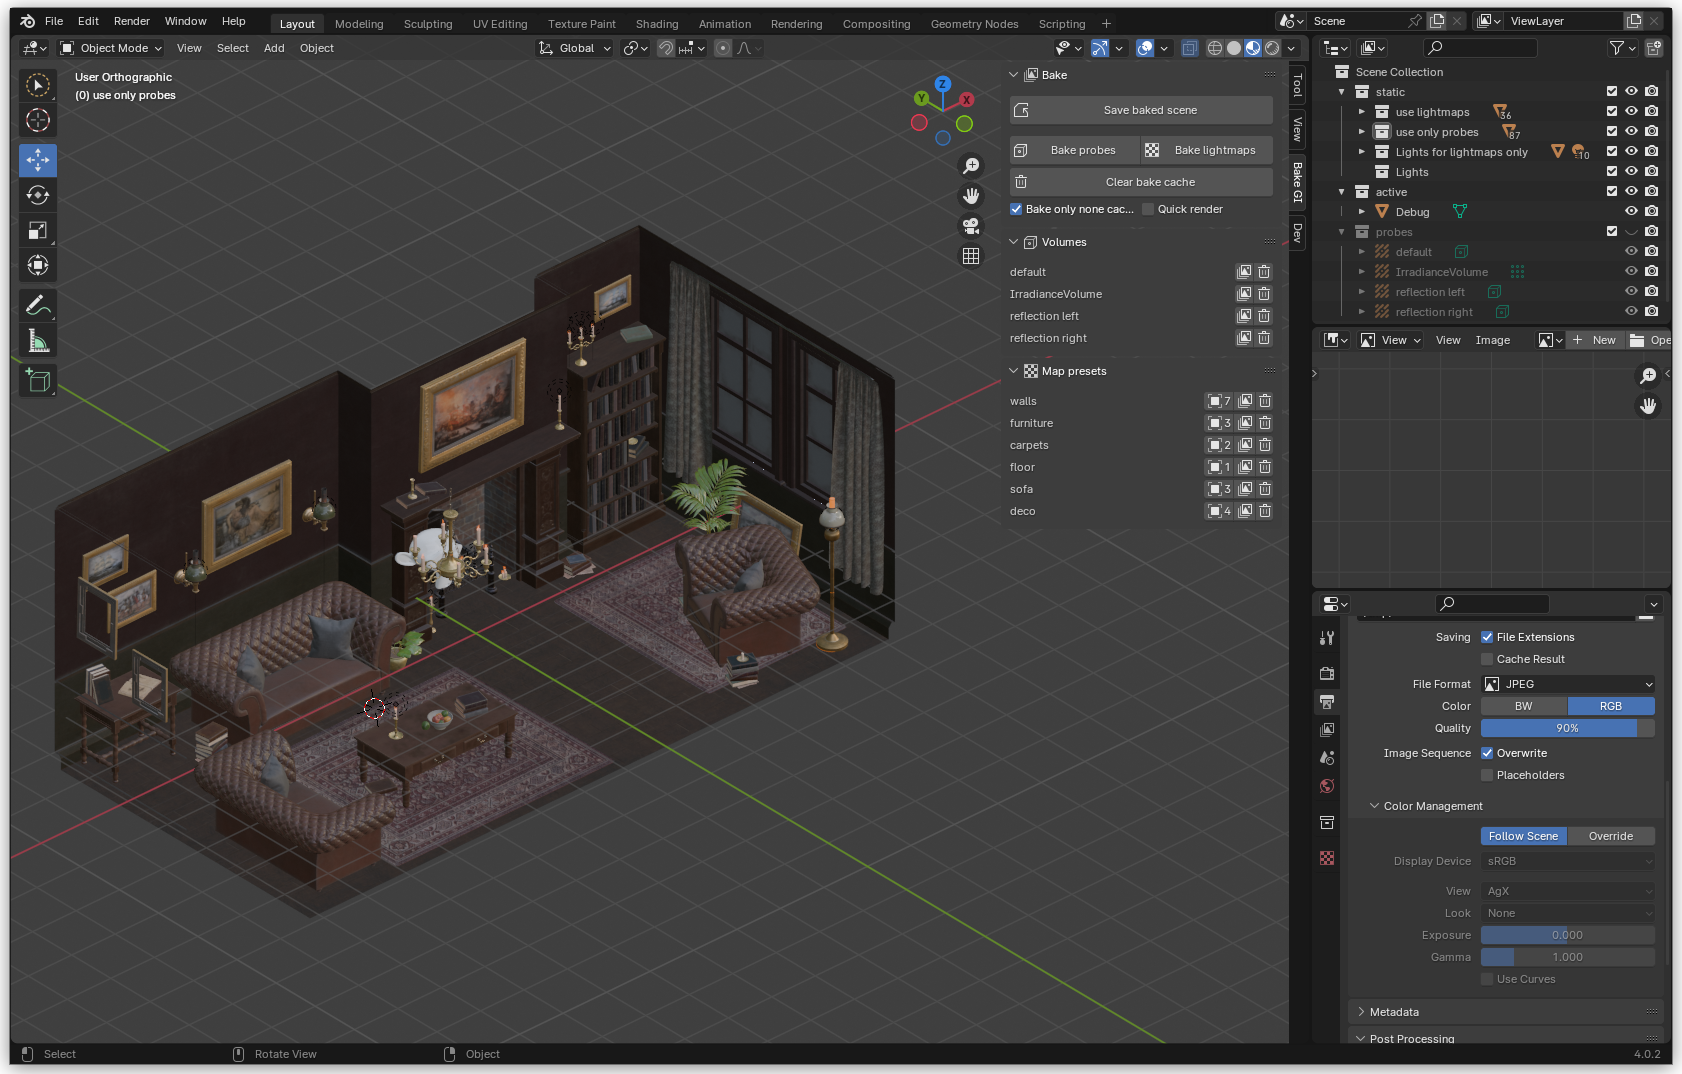 File Edit Render Window Help Layout Modeling Sculpting UV Editing Texture Paint Shading Animation Rendering Compositing Geometry Nodes Scripting Scene ViewLayer
Object Mode View Select Add Object Global
User Orthographic
(0) use only probes
Z
Y
X
Bake
Save baked scene
Bake probes Bake lightmaps
Clear bake cache
Bake only none cac... Quick render
Volumes
default
IrradianceVolume
reflection left
reflection right
Map presets
walls 7
furniture 3
carpets 2
floor 1
sofa 3
deco 4
Tool
View
Bake GI
Dev
Scene Collection
static
use lightmaps 36
use only probes 87
Lights for lightmaps only 10
Lights
active
Debug
probes
default
IrradianceVolume
reflection left
reflection right
View View Image New Ope
Saving File Extensions
Cache Result
File Format JPEG
Color BW RGB
Quality 90%
Image Sequence Overwrite
Placeholders
Color Management
Follow Scene Override
Display Device sRGB
View AgX
Look None
Exposure 0.000
Gamma 1.000
Use Curves
Metadata
Post Processing
Select Rotate View Object 4.0.2